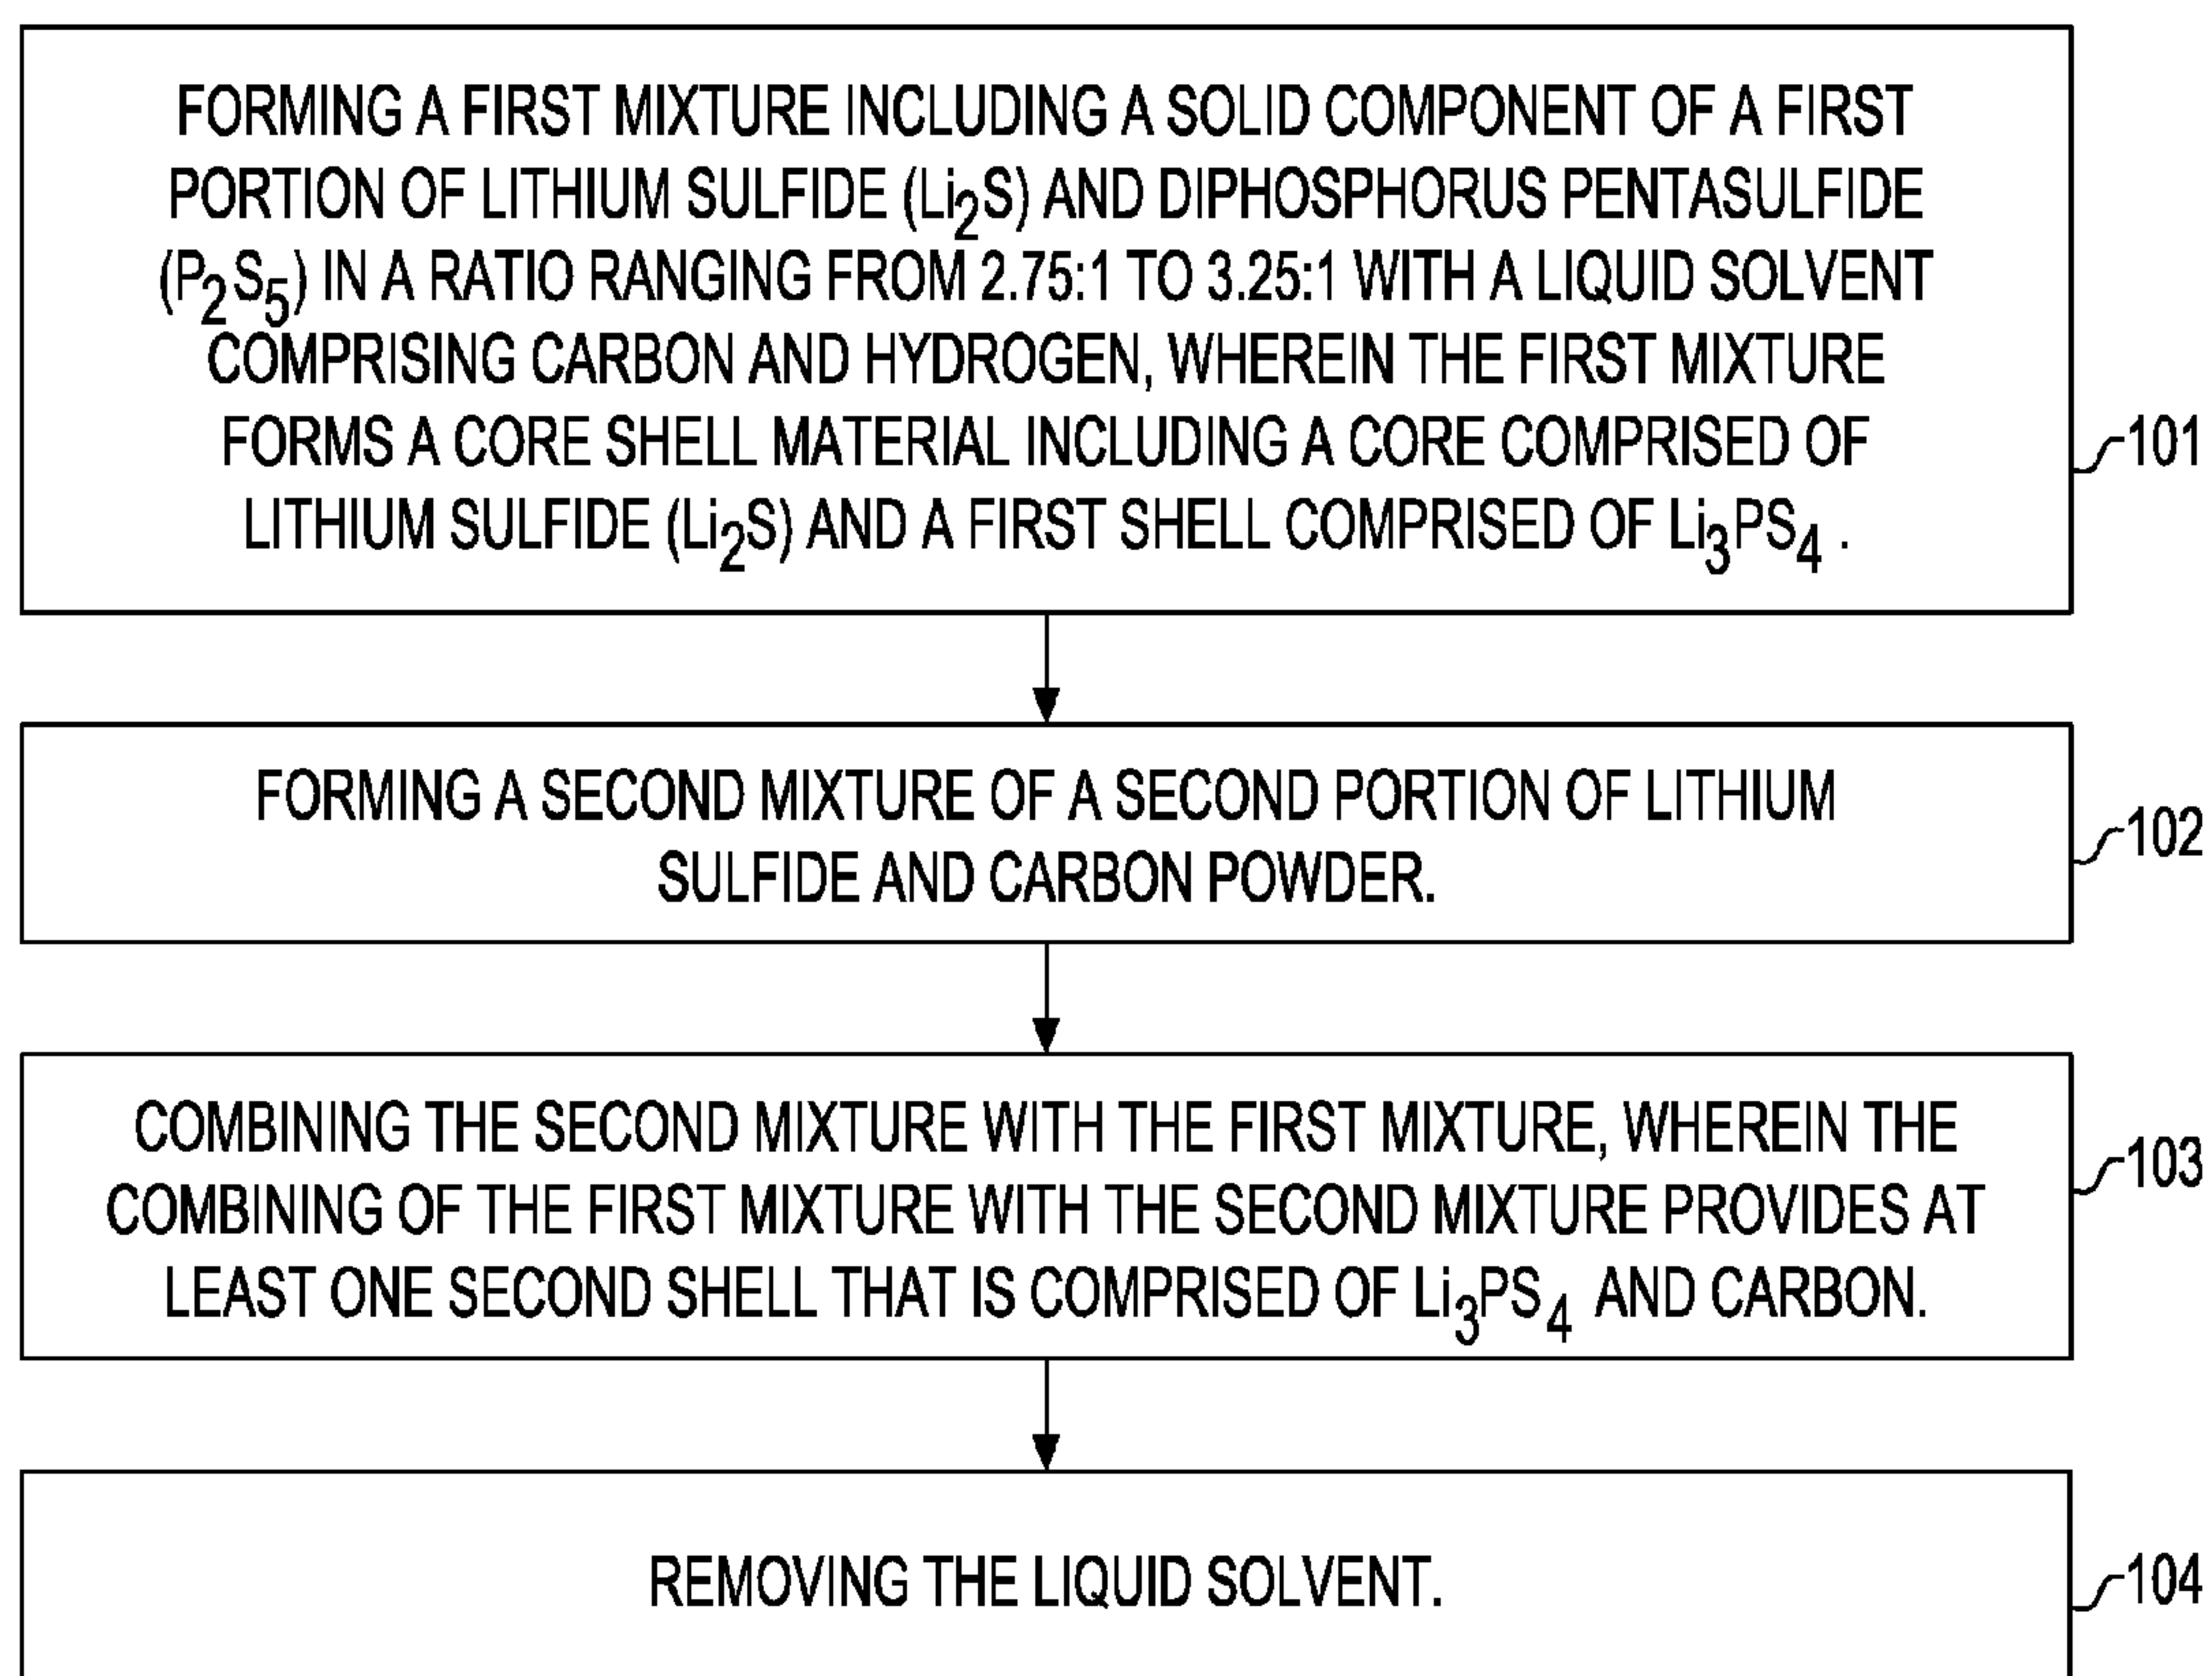 FORMING A FIRST MIXTURE INCLUDING A SOLID COMPONENT OF A FIRST
PORTION OF LITHIUM SULFIDE (Li2S) AND DIPHOSPHORUS PENTASULFIDE
(P2S5) IN A RATIO RANGING FROM 2.75:1 TO 3.25:1 WITH A LIQUID SOLVENT
COMPRISING CARBON AND HYDROGEN, WHEREIN THE FIRST MIXTURE
FORMS A CORE SHELL MATERIAL INCLUDING A CORE COMPRISED OF
LITHIUM SULFIDE (Li2S) AND A FIRST SHELL COMPRISED OF Li3PS4 .
101
FORMING A SECOND MIXTURE OF A SECOND PORTION OF LITHIUM
SULFIDE AND CARBON POWDER.
102
COMBINING THE SECOND MIXTURE WITH THE FIRST MIXTURE, WHEREIN THE
COMBINING OF THE FIRST MIXTURE WITH THE SECOND MIXTURE PROVIDES AT
LEAST ONE SECOND SHELL THAT IS COMPRISED OF Li3PS4 AND CARBON.
103
REMOVING THE LIQUID SOLVENT.
104